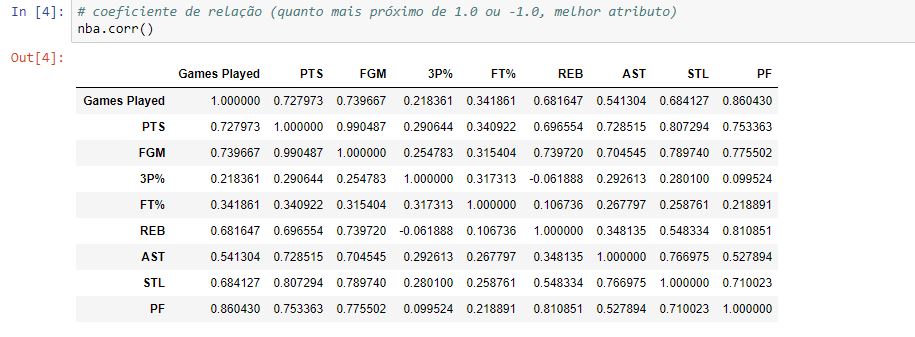 In [4]: # coeficiente de relação (quanto mais próximo de 1.0 ou -1.0, melhor atributo)
nba.corr()
Out[4]:
Games Played PTS FGM 3P% FT% REB AST STL PF
Games Played 1.000000 0.727973 0.739667 0.218361 0.341861 0.681647 0.541304 0.684127 0.860430
PTS 0.727973 1.000000 0.990487 0.290644 0.340922 0.696554 0.728515 0.807294 0.753363
FGM 0.739667 0.990487 1.000000 0.254783 0.315404 0.739720 0.704545 0.789740 0.775502
3P% 0.218361 0.290644 0.254783 1.000000 0.317313 -0.061888 0.292613 0.280100 0.099524
FT% 0.341861 0.340922 0.315404 0.317313 1.000000 0.106736 0.267797 0.258761 0.218891
REB 0.681647 0.696554 0.739720 -0.061888 0.106736 1.000000 0.348135 0.548334 0.810851
AST 0.541304 0.728515 0.704545 0.292613 0.267797 0.348135 1.000000 0.766975 0.527894
STL 0.684127 0.807294 0.789740 0.280100 0.258761 0.548334 0.766975 1.000000 0.710023
PF 0.860430 0.753363 0.775502 0.099524 0.218891 0.810851 0.527894 0.710023 1.000000